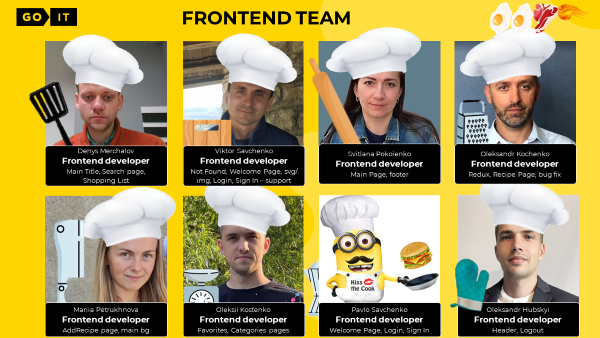 GO IT
FRONTEND TEAM
Denys Merchalov
Frontend developer
Main Title, Search page,
Shopping List
Viktor Savchenko
Frontend developer
Not Found, Welcome Page, svg/
img, Login, Sign In – support
Svitlana Pokoienko
Frontend developer
Main Page, footer
Oleksandr Kochenko
Frontend developer
Redux, Recipe Page, bug fix
Mariia Petrukhnova
Frontend developer
AddRecipe page, main bg
Oleksii Kostenko
Frontend developer
Favorites, Categories pages
Kiss
the Cook
Pavlo Savchenko
Frontend developer
Welcome Page, Login, Sign In
Oleksandr Hubskyi
Frontend developer
Header, Logout